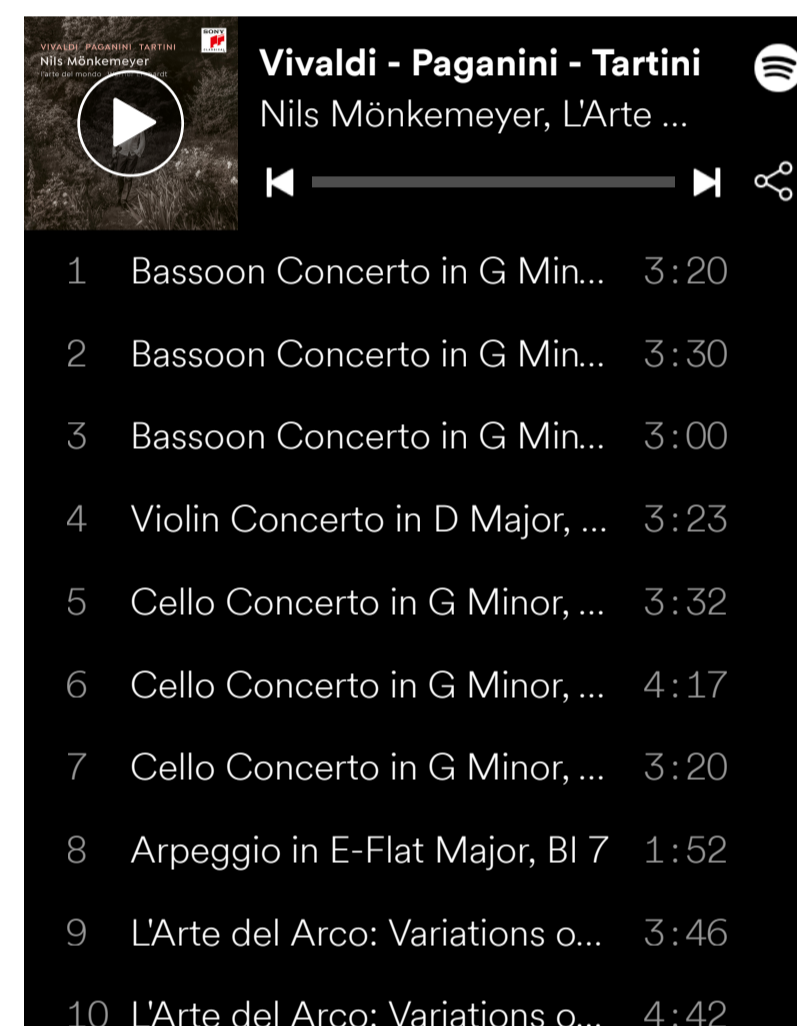 VIVALDI PAGANINI TARTINI
Nils Mönkemeyer
l'arte del mondo
SONY
CLASSICAL
Vivaldi - Paganini - Tartini
Nils Mönkemeyer, L'Arte ...
1 Bassoon Concerto in G Min... 3:20
2 Bassoon Concerto in G Min... 3:30
3 Bassoon Concerto in G Min... 3:00
4 Violin Concerto in D Major, ... 3:23
5 Cello Concerto in G Minor, ... 3:32
6 Cello Concerto in G Minor, ... 4:17
7 Cello Concerto in G Minor, ... 3:20
8 Arpeggio in E-Flat Major, BI 7 1:52
9 L'Arte del Arco: Variations o... 3:46
10 L'Arte del Arco: Variations o... 4:42